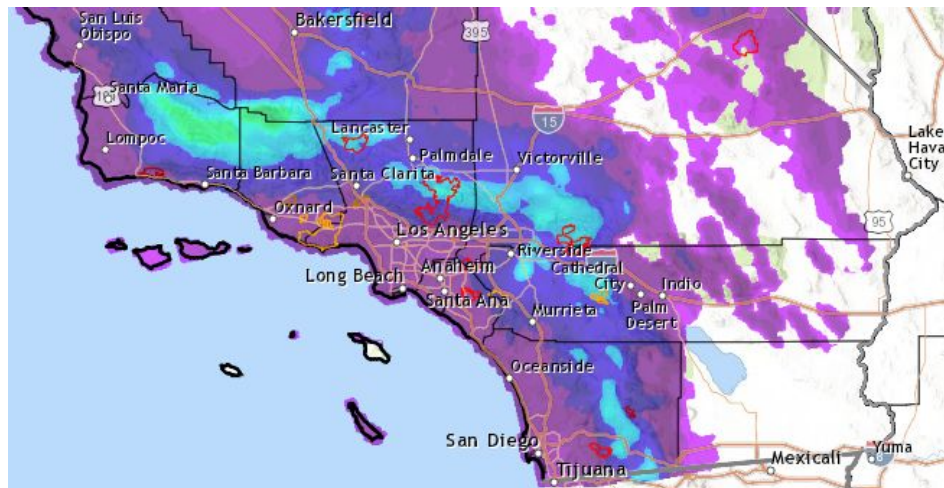 San Luis
Obispo
Bakersfield
395
Santa Maria
101
Lompoc
Lancaster
15
Palmdale
Victorville
Lake
Hava
City
Santa Barbara
Santa Clarita
Oxnard
95
Los Angeles
Riverside
Long Beach
Anaheim
Cathedral
City
Indio
Santa Ana
Murrieta
Palm
Desert
Oceanside
San Diego
Tijuana
Mexicali
8
Yuma